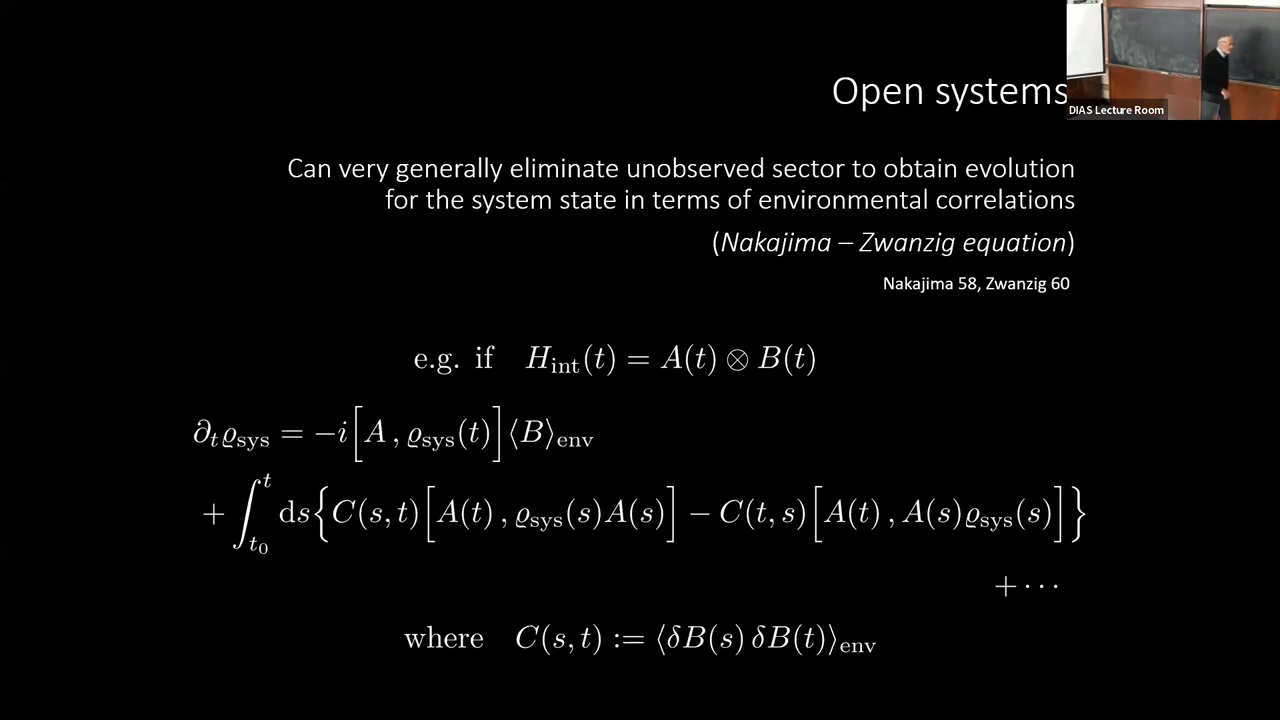 Open systems
DIAS Lecture Room
Can very generally eliminate unobserved sector to obtain evolution
for the system state in terms of environmental correlations
(Nakajima – Zwanzig equation)
Nakajima 58, Zwanzig 60
e.g. if H_int(t) = A(t) ⊗ B(t)
∂_t ϱ_sys = −i[A , ϱ_sys(t)]⟨B⟩_env
+ ∫_{t_0}^{t} ds{C(s,t)[A(t) , ϱ_sys(s)A(s)] − C(t,s)[A(t) , A(s)ϱ_sys(s)]}
+ ⋯
where C(s,t) := ⟨δB(s) δB(t)⟩_env